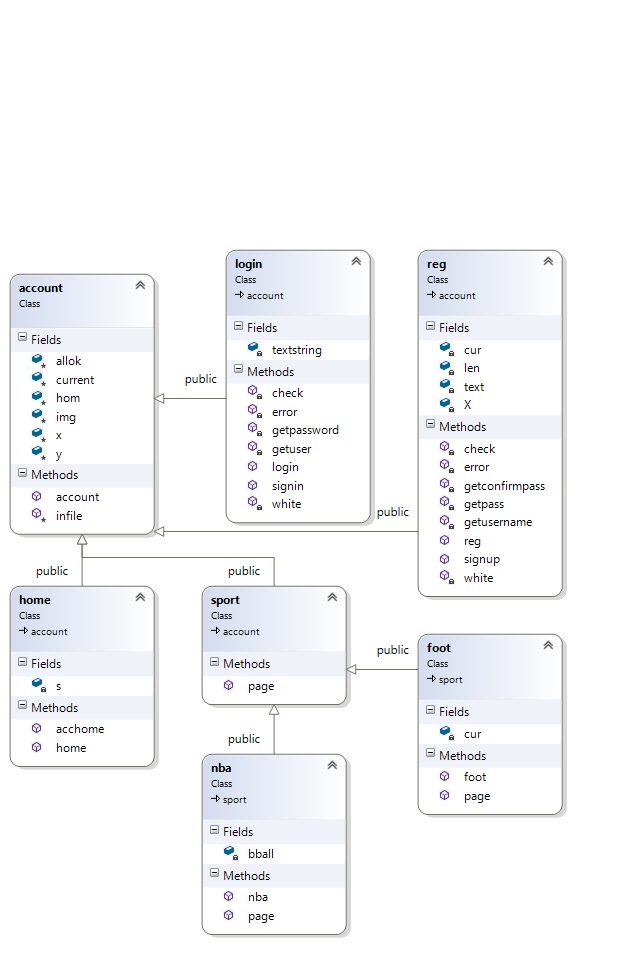 account
Class
Fields
allok
current
hom
img
x
y
Methods
account
infile
public
login
Class
account
Fields
textstring
Methods
check
error
getpassword
getuser
login
signin
white
public
reg
Class
account
Fields
cur
len
text
X
Methods
check
error
getconfirmpass
getpass
getusername
reg
signup
white
public
home
Class
account
Fields
s
Methods
acchome
home
public
sport
Class
account
Methods
page
public
foot
Class
sport
Fields
cur
Methods
foot
page
public
nba
Class
sport
Fields
bball
Methods
nba
page